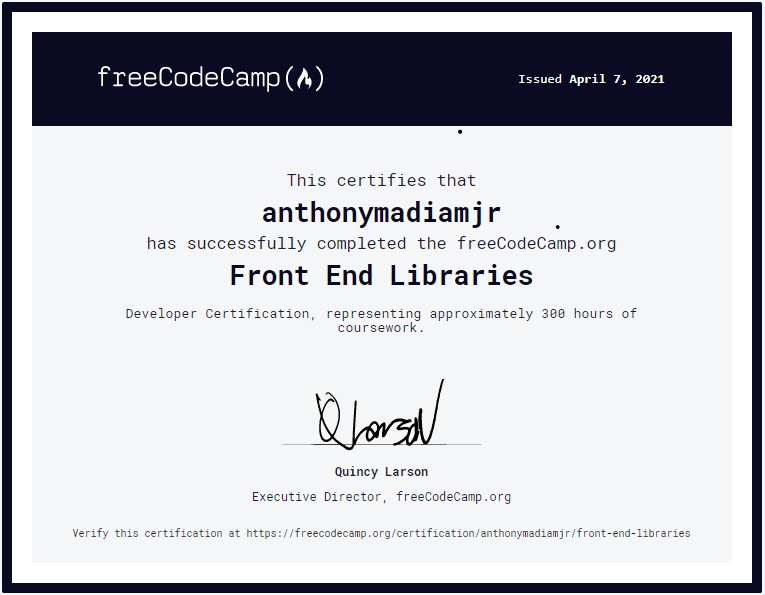 freeCodeCamp
Issued April 7, 2021
This certifies that
anthonymadiamjr
has successfully completed the freeCodeCamp.org
Front End Libraries
Developer Certification, representing approximately 300 hours of
coursework.
Q Larson
Quincy Larson
Executive Director, freeCodeCamp.org
Verify this certification at https://freecodecamp.org/certification/anthonymadiamjr/front-end-libraries